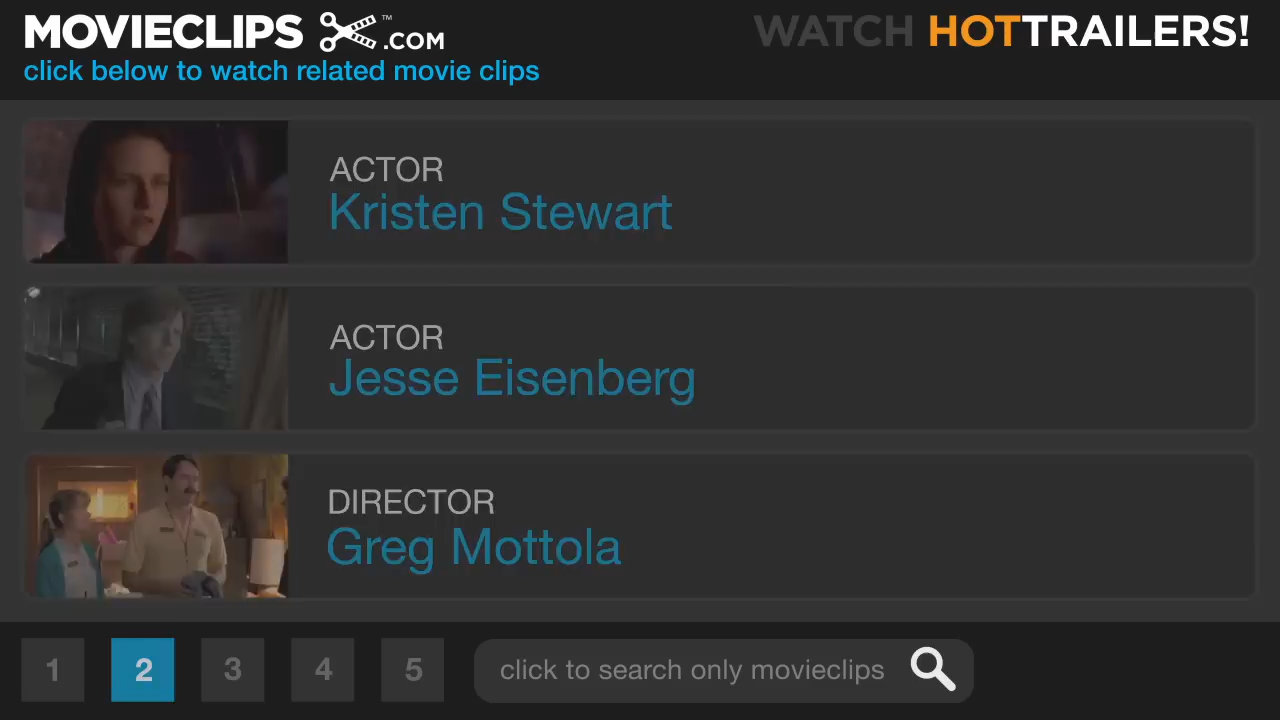 MOVIECLIPS ™ .COM
WATCH HOTTRAILERS!
click below to watch related movie clips
ACTOR
Kristen Stewart
ACTOR
Jesse Eisenberg
DIRECTOR
Greg Mottola
1 2 3 4 5
click to search only movieclips